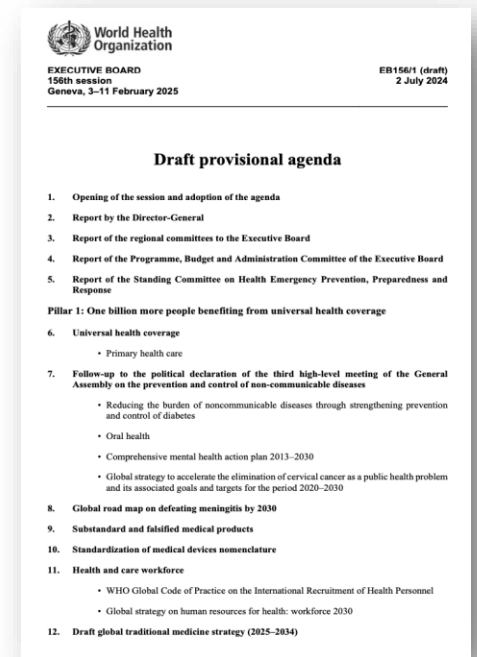 World Health
Organization
EXECUTIVE BOARD
156th session
Geneva, 3–11 February 2025
EB156/1 (draft)
2 July 2024
Draft provisional agenda
1. Opening of the session and adoption of the agenda
2. Report by the Director-General
3. Report of the regional committees to the Executive Board
4. Report of the Programme, Budget and Administration Committee of the Executive Board
5. Report of the Standing Committee on Health Emergency Prevention, Preparedness and
Response
Pillar 1: One billion more people benefiting from universal health coverage
6. Universal health coverage
• Primary health care
7. Follow-up to the political declaration of the third high-level meeting of the General
Assembly on the prevention and control of non-communicable diseases
• Reducing the burden of noncommunicable diseases through strengthening prevention
and control of diabetes
• Oral health
• Comprehensive mental health action plan 2013–2030
• Global strategy to accelerate the elimination of cervical cancer as a public health problem
and its associated goals and targets for the period 2020–2030
8. Global road map on defeating meningitis by 2030
9. Substandard and falsified medical products
10. Standardization of medical devices nomenclature
11. Health and care workforce
• WHO Global Code of Practice on the International Recruitment of Health Personnel
• Global strategy on human resources for health: workforce 2030
12. Draft global traditional medicine strategy (2025–2034)